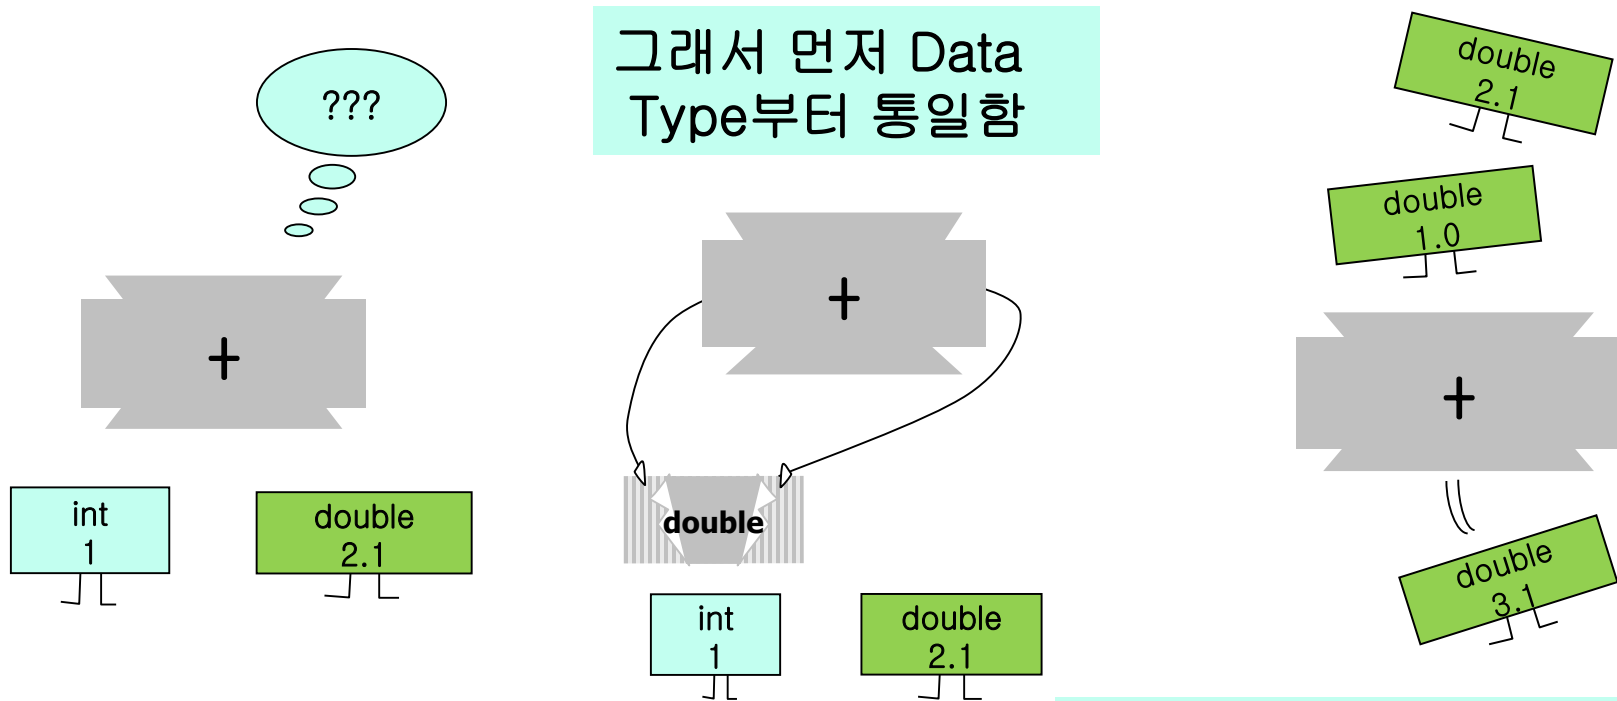 ???
+
int
1
double
2.1
그래서 먼저 Data
Type부터 통일함
+
double
int
1
double
2.1
double
2.1
double
1.0
+
double
3.1